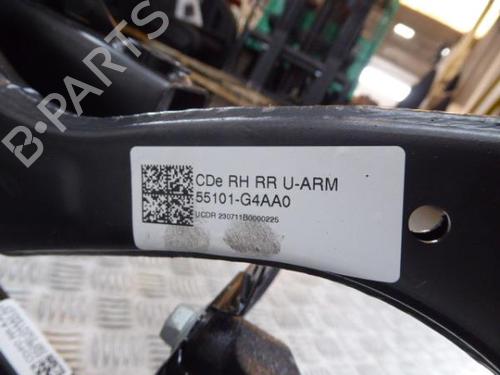 CDe RH RR U-ARM
55101-G4AA0
UCDR 230711B0000225
B-PARTS